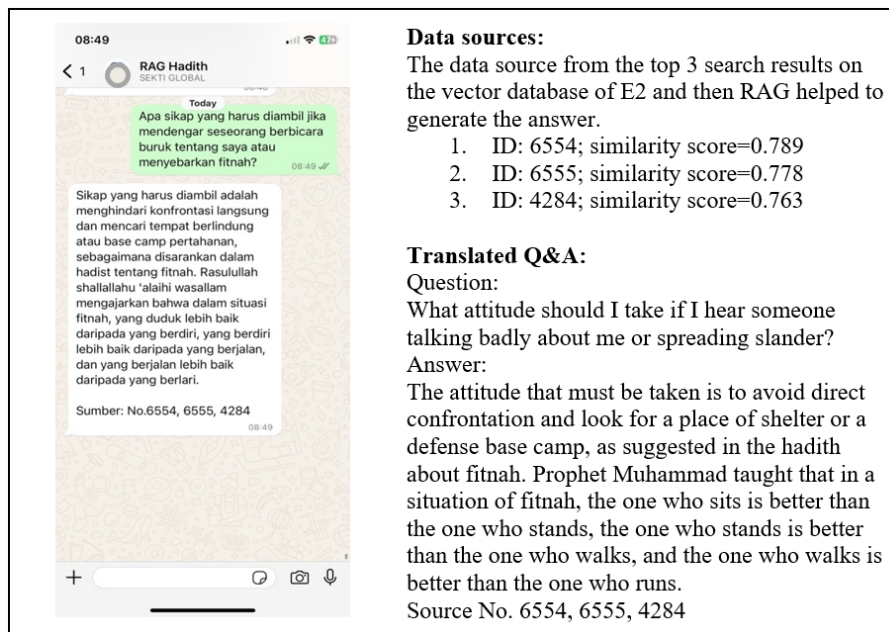 08:49
47
1
RAG Hadith
SEKTI GLOBAL
Today
Apa sikap yang harus diambil jika
mendengar seseorang berbicara
buruk tentang saya atau
menyebarkan fitnah?
08:49
Sikap yang harus diambil adalah
menghindari konfrontasi langsung
dan mencari tempat berlindung
atau base camp pertahanan,
sebagaimana disarankan dalam
hadist tentang fitnah. Rasulullah
shallallahu 'alaihi wasallam
mengajarkan bahwa dalam situasi
fitnah, yang duduk lebih baik
daripada yang berdiri, yang berdiri
lebih baik daripada yang berjalan,
dan yang berjalan lebih baik
daripada yang berlari.
Sumber: No.6554, 6555, 4284
08:49
Data sources:
The data source from the top 3 search results on
the vector database of E2 and then RAG helped to
generate the answer.
1. ID: 6554; similarity score=0.789
2. ID: 6555; similarity score=0.778
3. ID: 4284; similarity score=0.763
Translated Q&A:
Question:
What attitude should I take if I hear someone
talking badly about me or spreading slander?
Answer:
The attitude that must be taken is to avoid direct
confrontation and look for a place of shelter or a
defense base camp, as suggested in the hadith
about fitnah. Prophet Muhammad taught that in a
situation of fitnah, the one who sits is better than
the one who stands, the one who stands is better
than the one who walks, and the one who walks is
better than the one who runs.
Source No. 6554, 6555, 4284